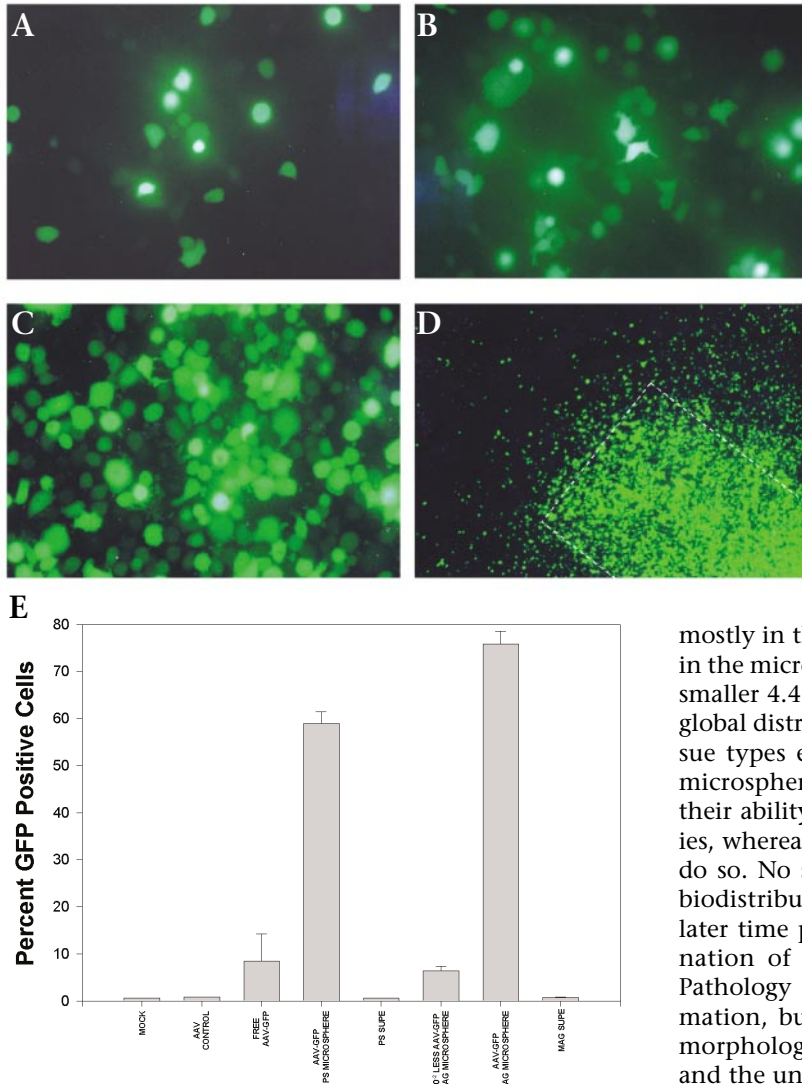 A
B
C
D
E
Percent GFP Positive Cells
80
70
60
50
40
30
20
10
0
MOCK
AAV
CONTROL
FREE
AAV-GFP
AAV-GFP
PS MICROSPHERE
PS SUPE
LESS AAV-GFP
AG MICROSPHERE
AAV-GFP
AG MICROSPHERE
MAG SUPE
mostly in th
in the micr
smaller 4.4
global distr
sue types e
microspher
their ability
ies, wherea
do so. No s
biodistribu
later time p
nation of
Pathology
mation, bu
morpholog
and the un